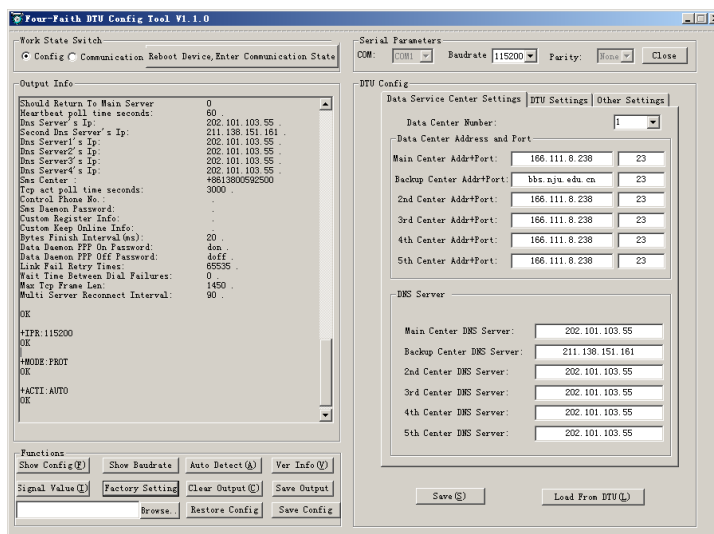 Four-Faith DTU Config Tool V1.1.0
Work State Switch
Config Communication Reboot Device,Enter Communication State
Serial Parameters
COM: COM1 Baudrate 115200 Parity: None Close
Output Info
Should Return To Main Server 0
Heartbeat poll time seconds: 60 .
Dns Server's Ip: 202.101.103.55 .
Second Dns Server's Ip: 211.138.151.161 .
Dns Server1's Ip: 202.101.103.55 .
Dns Server2's Ip: 202.101.103.55 .
Dns Server3's Ip: 202.101.103.55 .
Dns Server4's Ip: 202.101.103.55 .
Sms Center : +8613800592500
Tcp act poll time seconds: 3000 .
Control Phone No.: .
Sms Daemon Password: .
Custom Register Info: .
Custom Keep Online Info: .
Bytes Finish Interval(ms): 20 .
Data Daemon PPP On Password: don .
Data Daemon PPP Off Password: doff .
Link Fail Retry Times: 65535 .
Wait Time Between Dial Failures: 0 .
Max Tcp Frame Len: 1450 .
Multi Server Reconnect Interval: 90 .
OK
+IPR:115200
OK
+MODE:PROT
OK
+ACTI:AUTO
OK
Functions
Show Config(F) Show Baudrate Auto Detect(A) Ver Info(V)
Signal Value(I) Factory Setting Clear Output(C) Save Output
Browse.. Restore Config Save Config
DTU Config
Data Service Center Settings DTU Settings Other Settings
Data Center Number: 1
Data Center Address and Port
Main Center Addr+Port: 166.111.8.238 23
Backup Center Addr+Port: bbs.nju.edu.cn 23
2nd Center Addr+Port: 166.111.8.238 23
3rd Center Addr+Port: 166.111.8.238 23
4th Center Addr+Port: 166.111.8.238 23
5th Center Addr+Port: 166.111.8.238 23
DNS Server
Main Center DNS Server: 202.101.103.55
Backup Center DNS Server: 211.138.151.161
2nd Center DNS Server: 202.101.103.55
3rd Center DNS Server: 202.101.103.55
4th Center DNS Server: 202.101.103.55
5th Center DNS Server: 202.101.103.55
Save(S) Load From DTU(L)